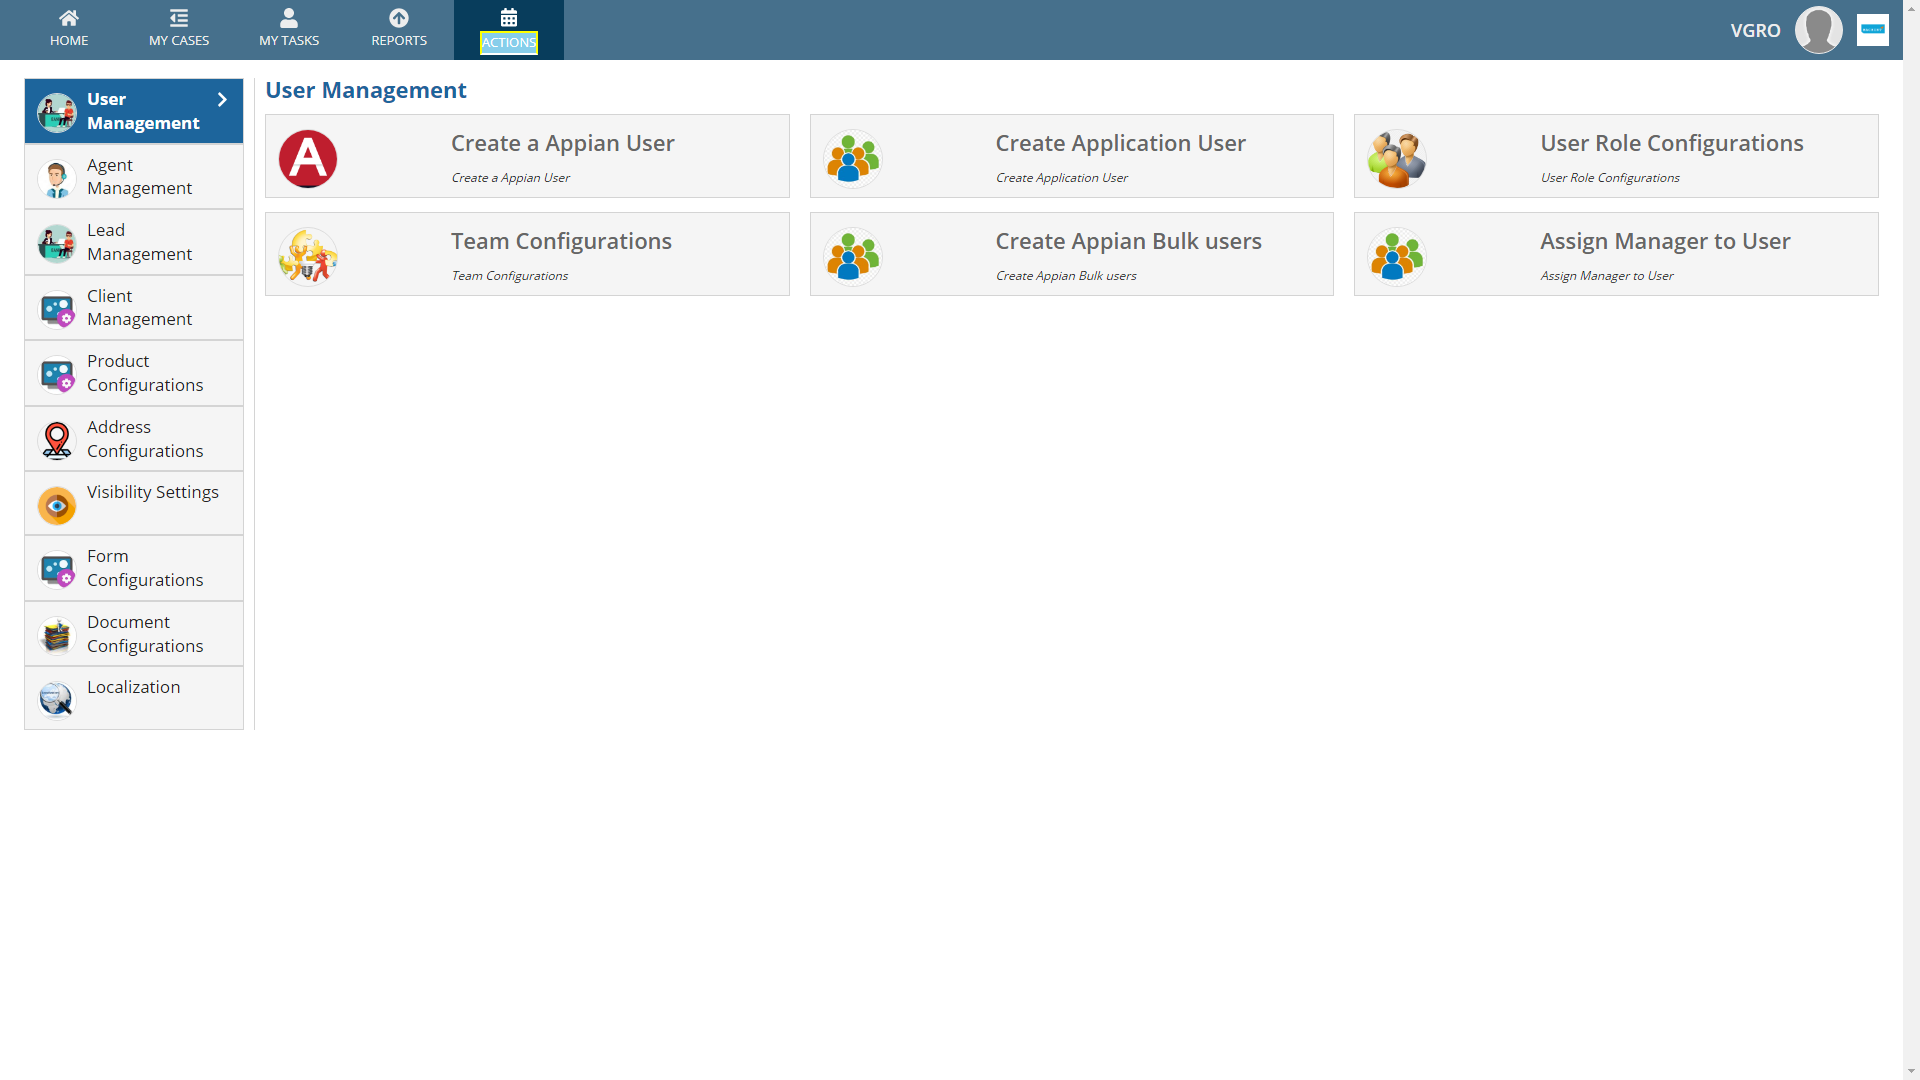 HOME
MY CASES
MY TASKS
REPORTS
ACTIONS
VGRO
User
Management
Agent
Management
Lead
Management
Client
Management
Product
Configurations
Address
Configurations
Visibility Settings
Form
Configurations
Document
Configurations
Localization
User Management
Create a Appian User
Create a Appian User
Create Application User
Create Application User
User Role Configurations
User Role Configurations
Team Configurations
Team Configurations
Create Appian Bulk users
Create Appian Bulk users
Assign Manager to User
Assign Manager to User